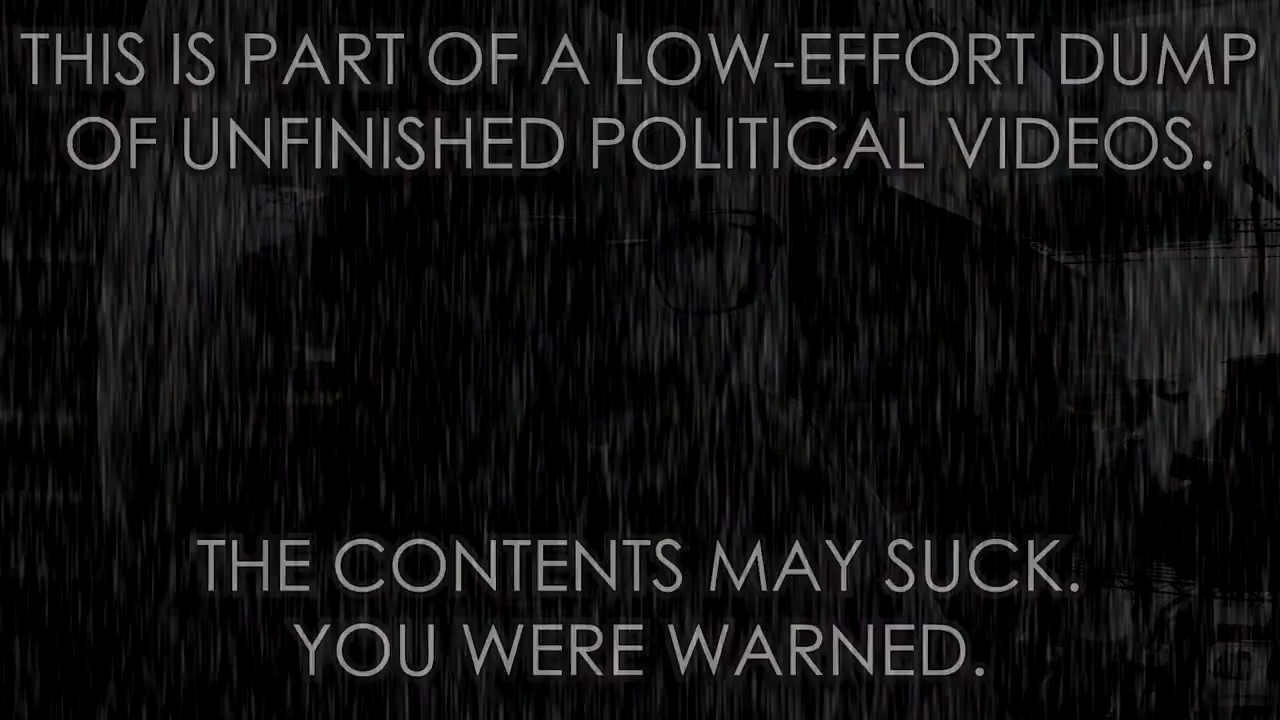 THIS IS PART OF A LOW-EFFORT DUMP
OF UNFINISHED POLITICAL VIDEOS.
THE CONTENTS MAY SUCK.
YOU WERE WARNED.